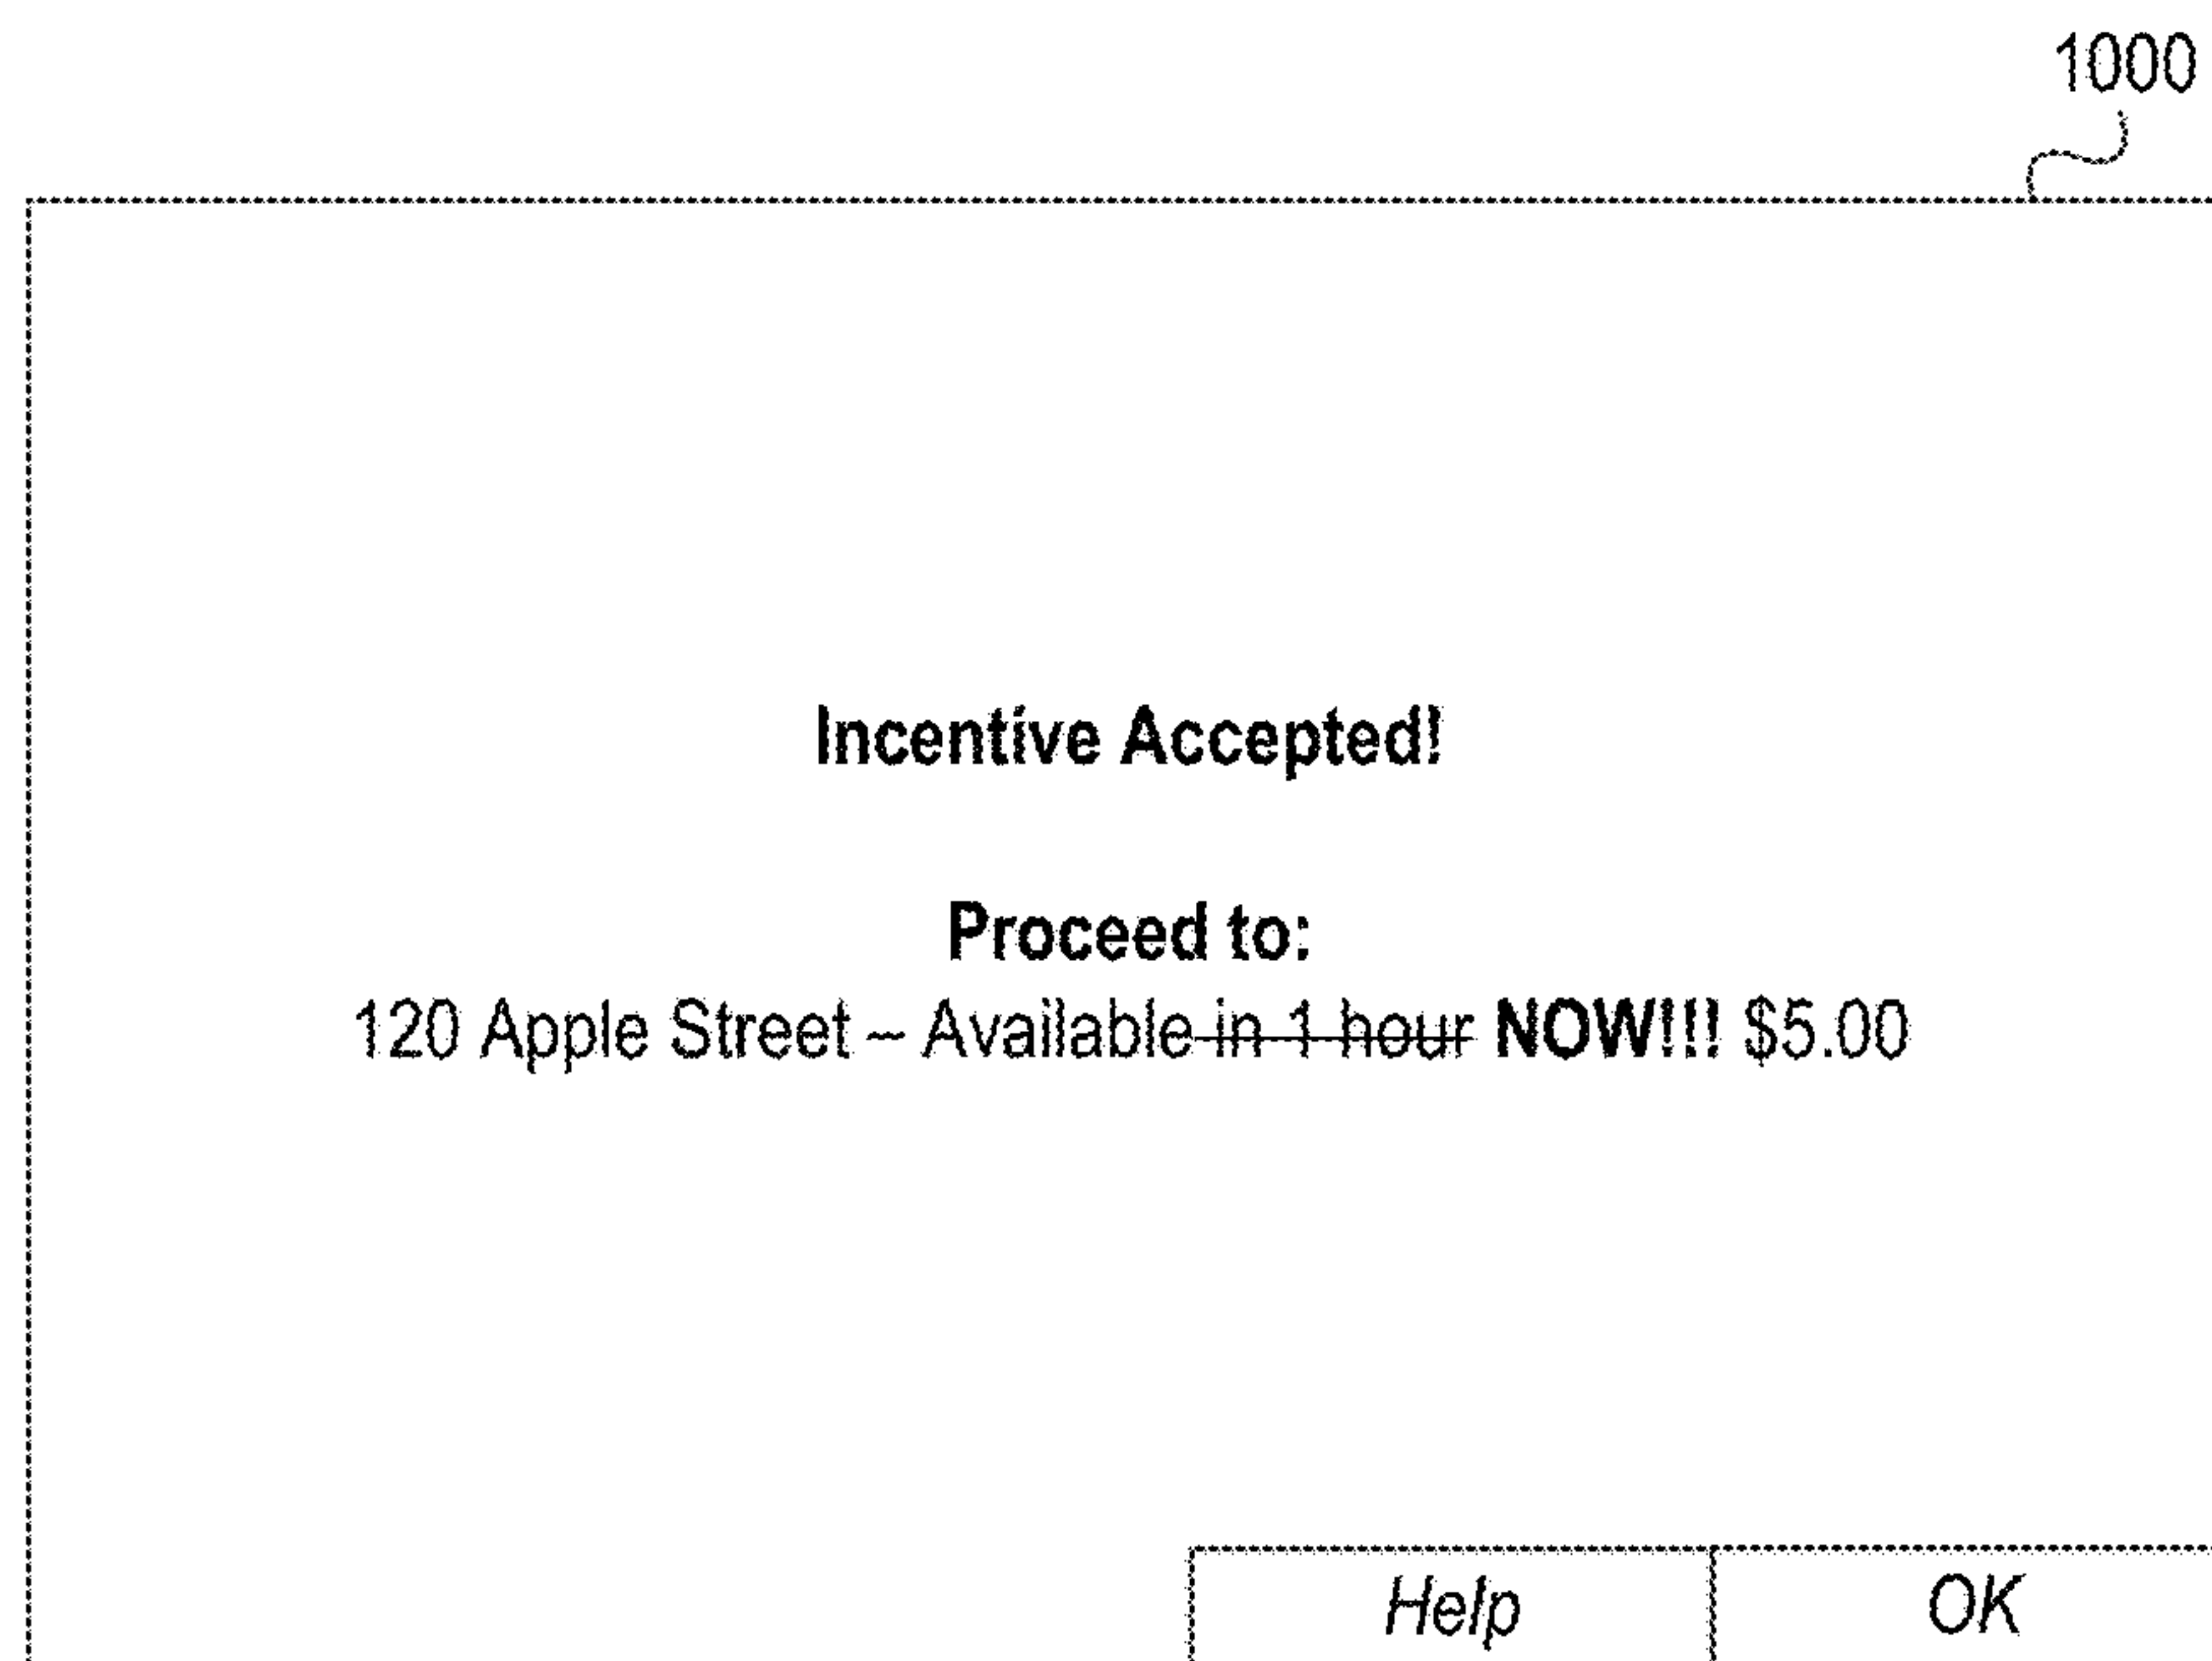 1000
Incentive Accepted!
Proceed to:
120 Apple Street – Available in 1 hour NOW!!! $5.00
Help OK